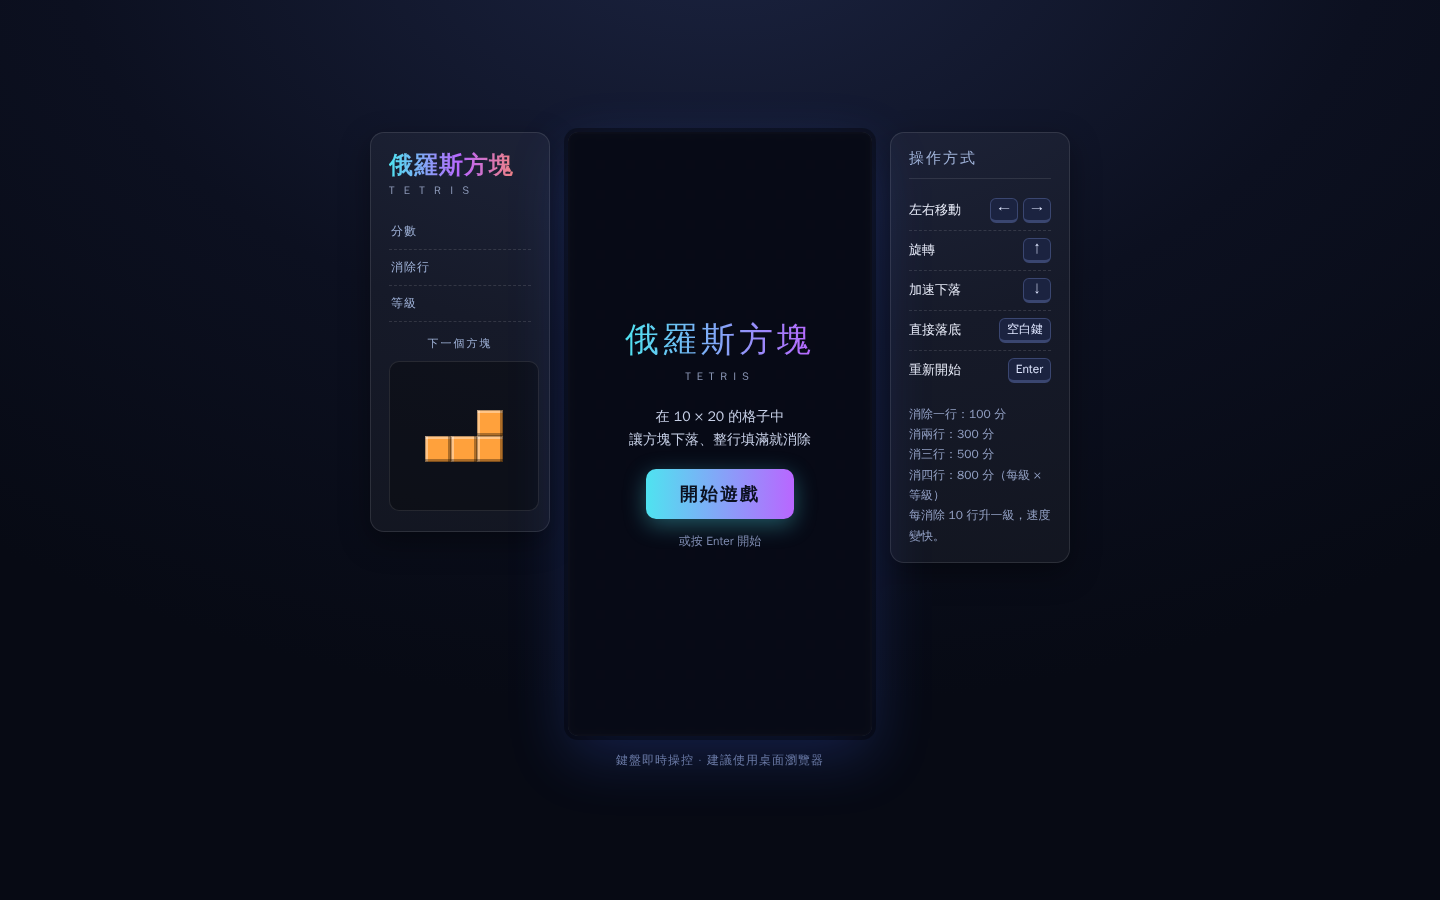 俄羅斯方塊
TETRIS
分數
消除行
等級
下一個方塊
俄羅斯方塊
TETRIS
在 10 × 20 的格子中
讓方塊下落、整行填滿就消除
開始遊戲
或按 Enter 開始
鍵盤即時操控 · 建議使用桌面瀏覽器
操作方式
左右移動 ← →
旋轉 ↑
加速下落 ↓
直接落底 空白鍵
重新開始 Enter
消除一行：100 分
消兩行：300 分
消三行：500 分
消四行：800 分（每級 ×
等級）
每消除 10 行升一級，速度
變快。